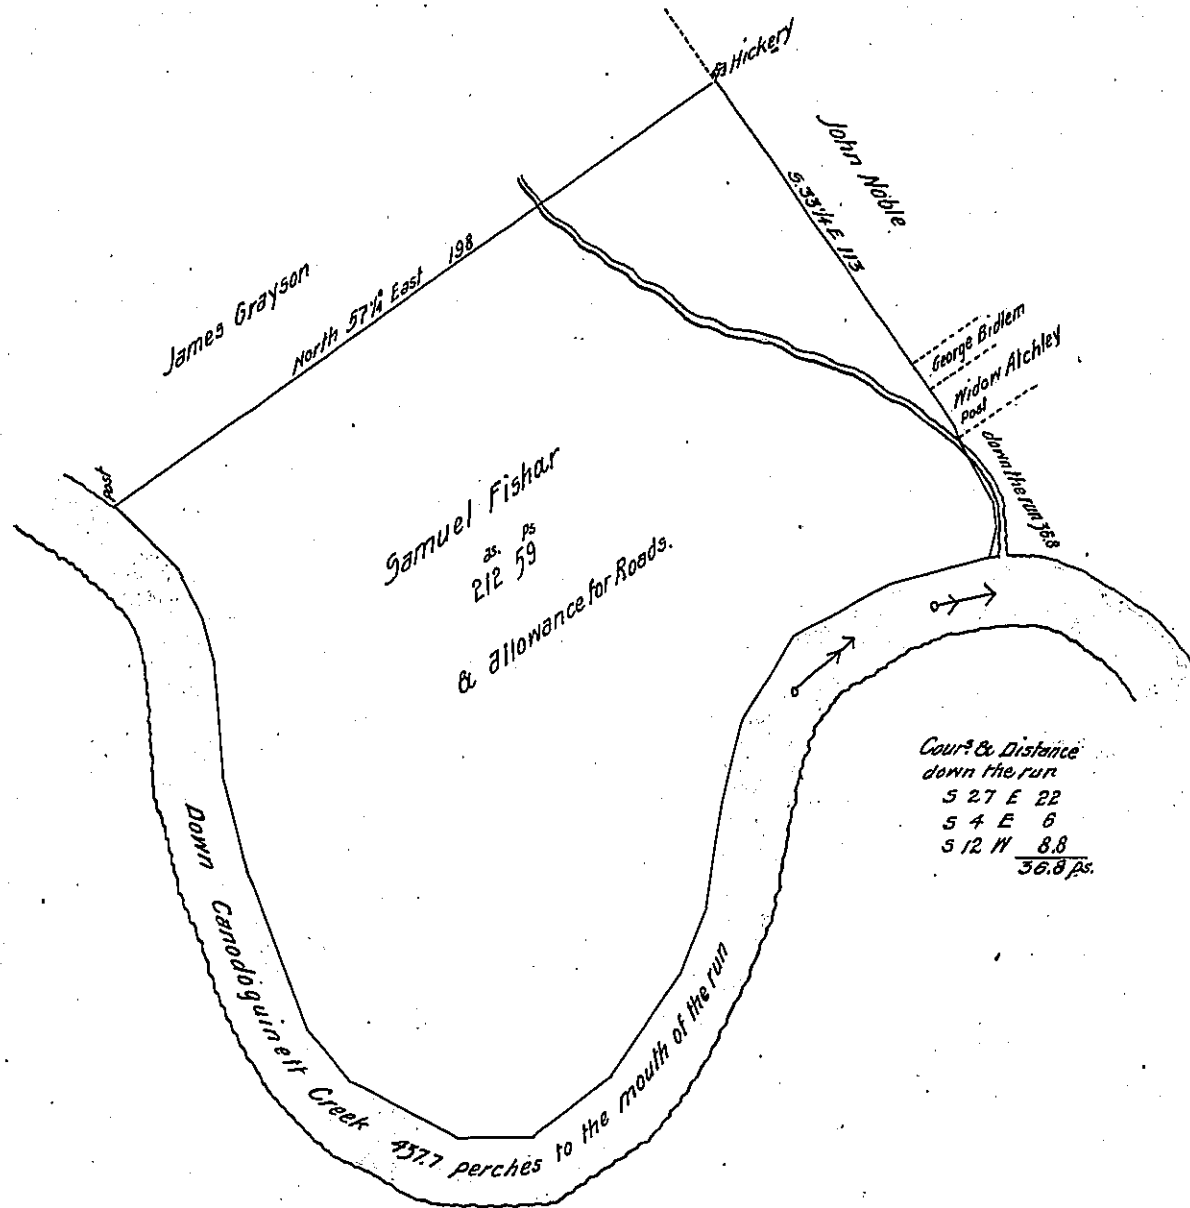 Hickery
John Noble
S.33¼ E 113
James Grayson
North 57¼° East 198
George Bidlem
Widow Atchley
Post
down the run 36.8
Post
Samuel Fishar
as. ps
212 59
& allowance for Roads.
Cours. & Distance
down the run
S 27 E 22
S 4 E 6
S 12 W 8.8
36.8 ps.
Down Canodoguinett Creek 437.7 perches to the mouth of the run